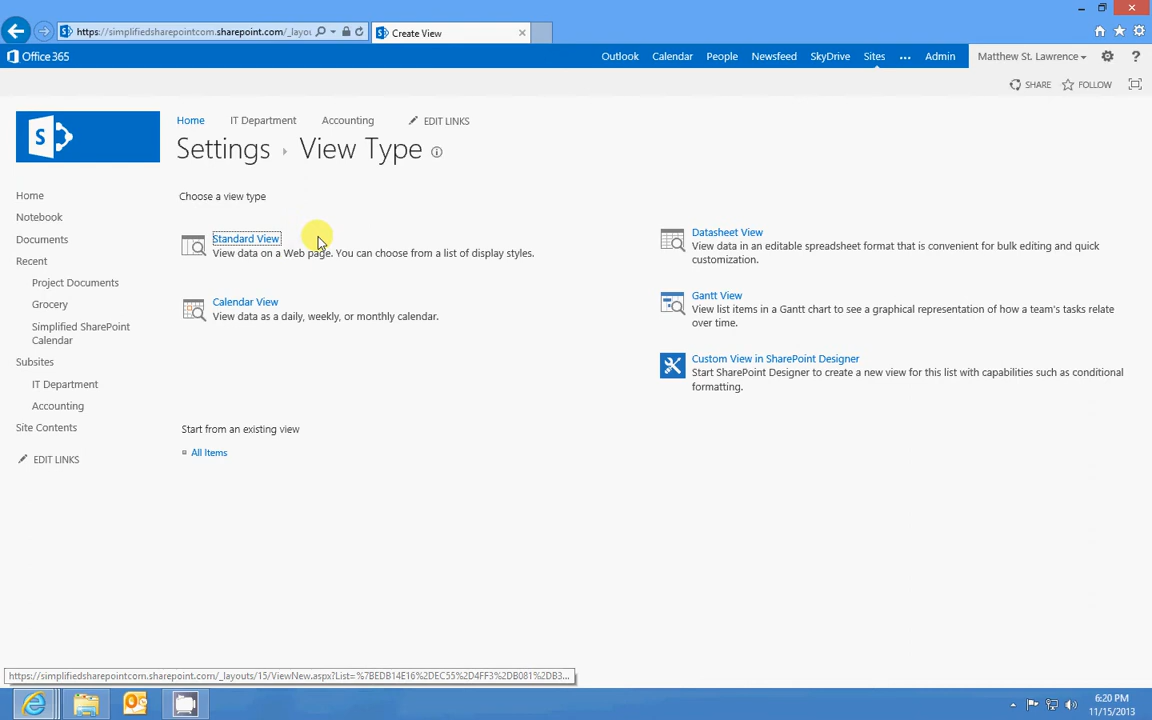 https://simplifiedsharepointcom.sharepoint.com/_layou
Create View
Office 365
Outlook Calendar People Newsfeed SkyDrive Sites ... Admin Matthew St. Lawrence ?
SHARE FOLLOW
Home IT Department Accounting EDIT LINKS
Settings View Type
Home
Notebook
Documents
Recent
Project Documents
Grocery
Simplified SharePoint
Calendar
Subsites
IT Department
Accounting
Site Contents
EDIT LINKS
Choose a view type
Standard View
View data on a Web page. You can choose from a list of display styles.
Calendar View
View data as a daily, weekly, or monthly calendar.
Datasheet View
View data in an editable spreadsheet format that is convenient for bulk editing and quick
customization.
Gantt View
View list items in a Gantt chart to see a graphical representation of how a team's tasks relate
over time.
Custom View in SharePoint Designer
Start SharePoint Designer to create a new view for this list with capabilities such as conditional
formatting.
Start from an existing view
All Items
https://simplifiedsharepointcom.sharepoint.com/_layouts/15/ViewNew.aspx?List=%7BEDB14E16%2DEC55%2D4FF3%2DB081%2DB3...
6:20 PM
11/15/2013